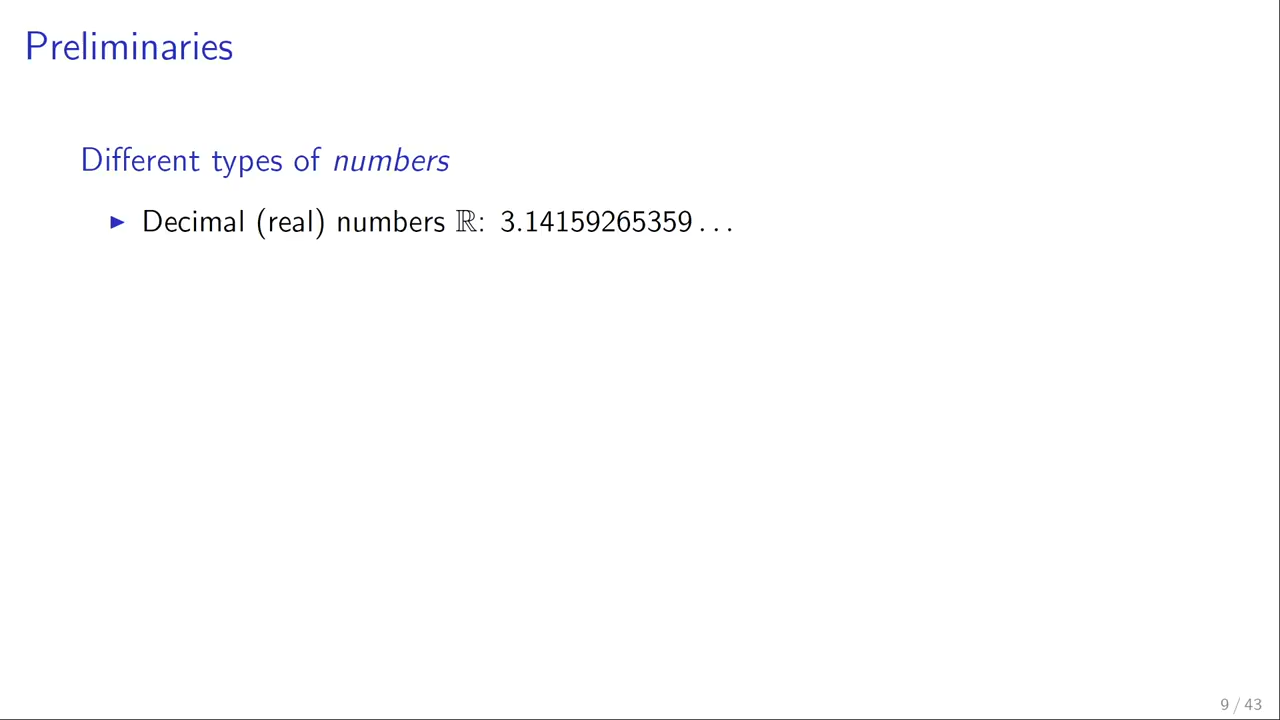 Preliminaries
Different types of numbers
▶ Decimal (real) numbers ℝ: 3.14159265359...
9 / 43